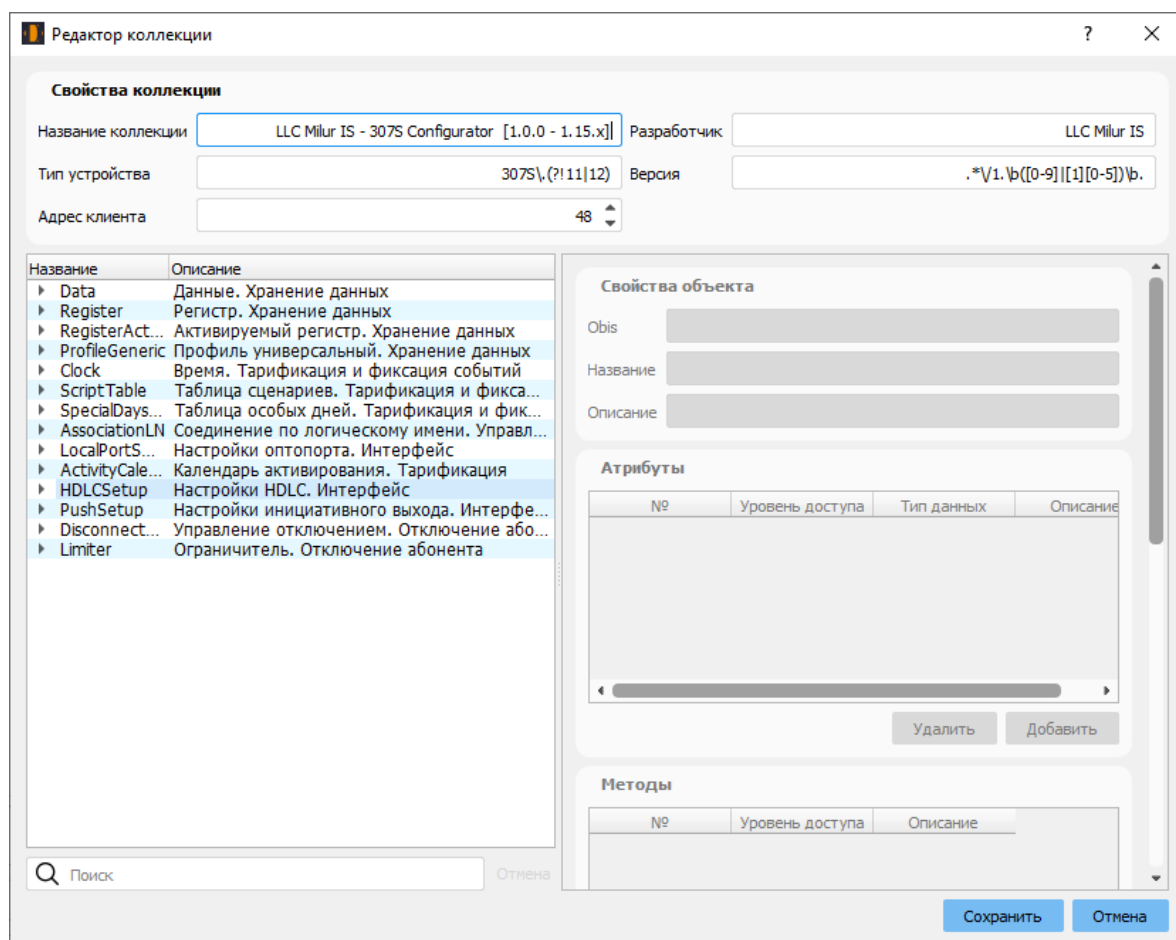 Редактор коллекции
Свойства коллекции
Название коллекции LLC Milur IS - 307S Configurator [1.0.0 - 1.15.x] Разработчик LLC Milur IS
Тип устройства 307S\.(?!11|12) Версия .*\/1.\b([0-9]|[1][0-5])\b.
Адрес клиента 48
Название Описание
Data Данные. Хранение данных
Register Регистр. Хранение данных
RegisterAct... Активируемый регистр. Хранение данных
ProfileGeneric Профиль универсальный. Хранение данных
Clock Время. Тарификация и фиксация событий
ScriptTable Таблица сценариев. Тарификация и фикса...
SpecialDays... Таблица особых дней. Тарификация и фик...
AssociationLN Соединение по логическому имени. Управл...
LocalPortS... Настройки оптопорта. Интерфейс
ActivityCale... Календарь активирования. Тарификация
HDLCSetup Настройки HDLC. Интерфейс
PushSetup Настройки инициативного выхода. Интерфе...
Disconnect... Управление отключением. Отключение або...
Limiter Ограничитель. Отключение абонента
Поиск Отмена
Свойства объекта
Obis
Название
Описание
Атрибуты
№ Уровень доступа Тип данных Описание
Удалить Добавить
Методы
№ Уровень доступа Описание
Сохранить Отмена